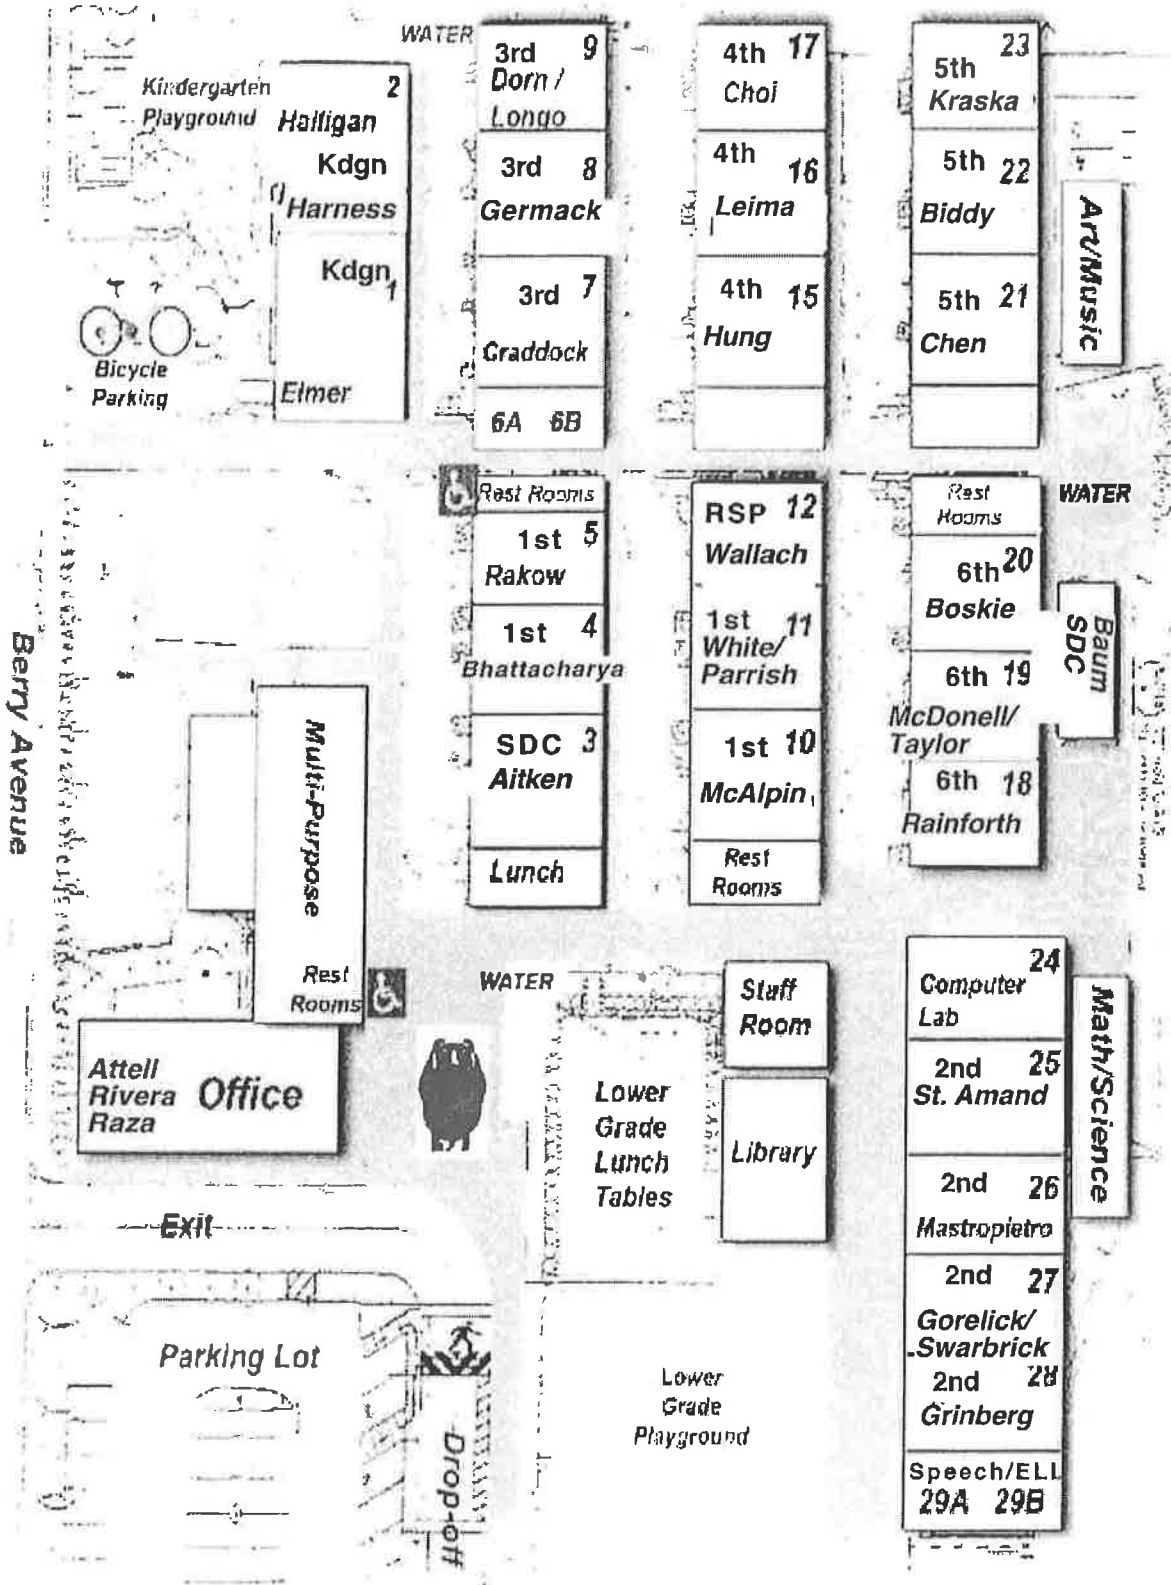 WATER
Kindergarten
Playground
2
Halligan
Kdgn
Harness
Kdgn
1
Elmer
Bicycle
Parking
3rd 9
Dorn /
Longo
3rd 8
Germack
3rd 7
Craddock
6A 6B
4th 17
Choi
4th 16
Leima
4th 15
Hung
23
5th
Kraska
5th 22
Biddy
5th 21
Chen
Art/Music
Rest Rooms
1st 5
Rakow
1st 4
Bhattacharya
SDC 3
Aitken
Lunch
RSP 12
Wallach
1st 11
White/
Parrish
1st 10
McAlpin
Rest
Rooms
Rest
Rooms
WATER
6th 20
Boskie
6th 19
McDonell/
Taylor
6th 18
Rainforth
Baum
SDC
Berry Avenue
Multi-Purpose
Rest
Rooms
Attell
Rivera
Raza
Office
WATER
Staff
Room
Lower
Grade
Lunch
Tables
Library
24
Computer
Lab
2nd 25
St. Amand
2nd 26
Mastropietro
2nd 27
Gorelick/
Swarbrick
2nd 28
Grinberg
Speech/ELL
29A 29B
Math/Science
Exit
Parking Lot
Drop-off
Lower
Grade
Playground